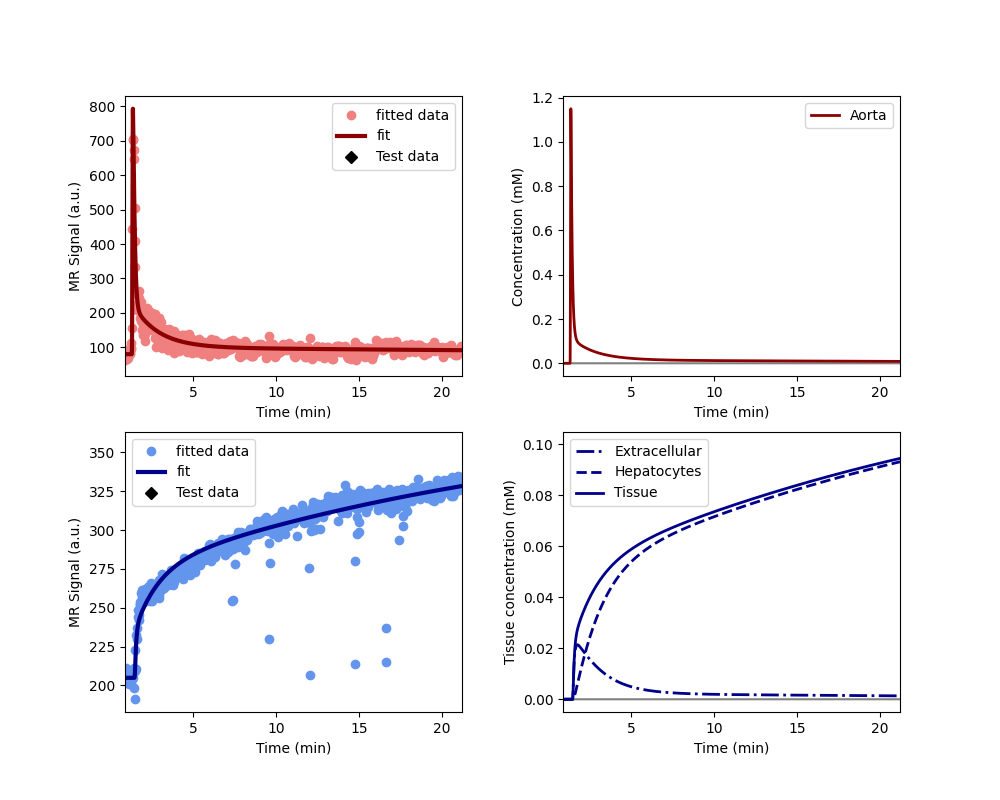 800
700
600
500
400
300
200
100
MR Signal (a.u.)
fitted data
fit
Test data
5 10 15 20
Time (min)
1.2
1.0
0.8
0.6
0.4
0.2
0.0
Concentration (mM)
Aorta
5 10 15 20
Time (min)
350
325
300
275
250
225
200
MR Signal (a.u.)
fitted data
fit
Test data
5 10 15 20
Time (min)
0.10
0.08
0.06
0.04
0.02
0.00
Tissue concentration (mM)
Extracellular
Hepatocytes
Tissue
5 10 15 20
Time (min)